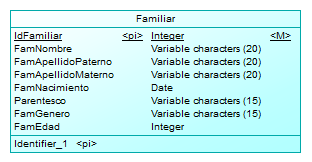 Familiar
IdFamiliar <pi> Integer <M>
FamNombre Variable characters (20)
FamApellidoPaterno Variable characters (20)
FamApellidoMaterno Variable characters (20)
FamNacimiento Date
Parentesco Variable characters (15)
FamGenero Variable characters (15)
FamEdad Integer
Identifier_1 <pi>